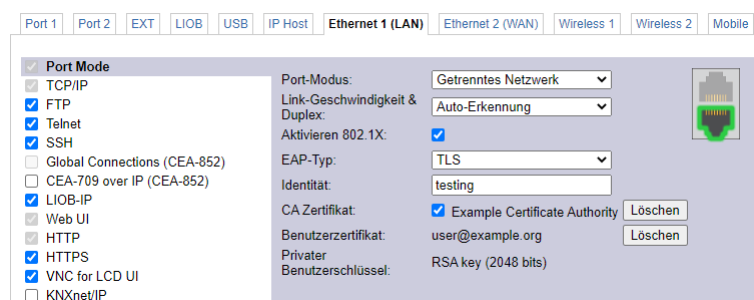 Port 1 Port 2 EXT LIOB USB IP Host Ethernet 1 (LAN) Ethernet 2 (WAN) Wireless 1 Wireless 2 Mobile
Port Mode
TCP/IP
FTP
Telnet
SSH
Global Connections (CEA-852)
CEA-709 over IP (CEA-852)
LIOB-IP
Web UI
HTTP
HTTPS
VNC for LCD UI
KNXnet/IP
Port-Modus: Getrenntes Netzwerk
Link-Geschwindigkeit &
Duplex: Auto-Erkennung
Aktivieren 802.1X:
EAP-Typ: TLS
Identität: testing
CA Zertifikat: Example Certificate Authority Löschen
Benutzerzertifikat: user@example.org Löschen
Privater
Benutzerschlüssel: RSA key (2048 bits)